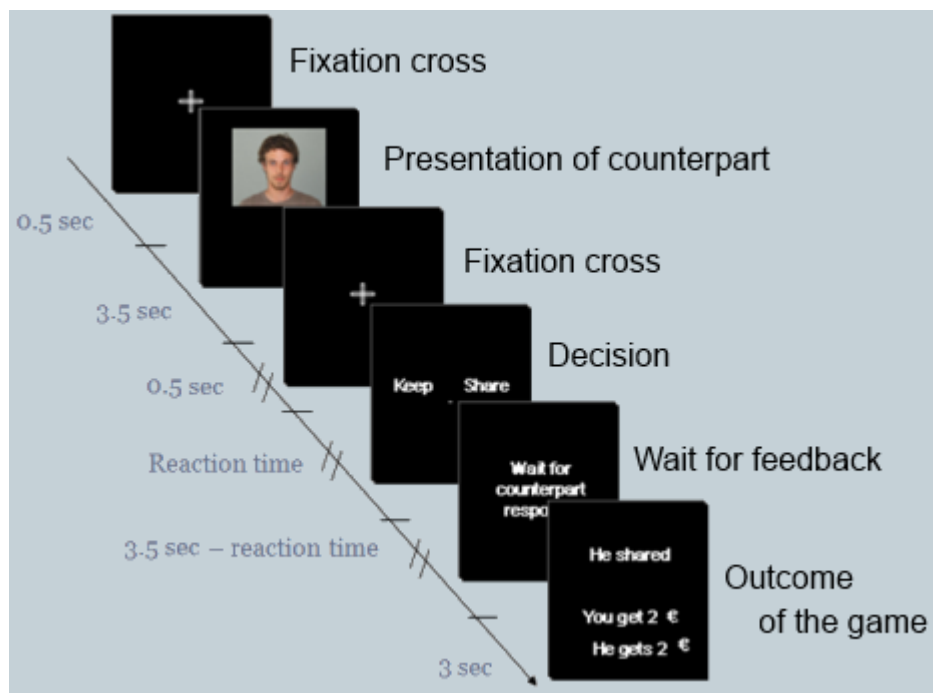 Fixation cross
Presentation of counterpart
0.5 sec
Fixation cross
3.5 sec
Decision
0.5 sec
Keep Share
Wait for feedback
Reaction time
Wait for
counterpart
respo
3.5 sec – reaction time
He shared
Outcome
of the game
You get 2 €
He gets 2 €
3 sec